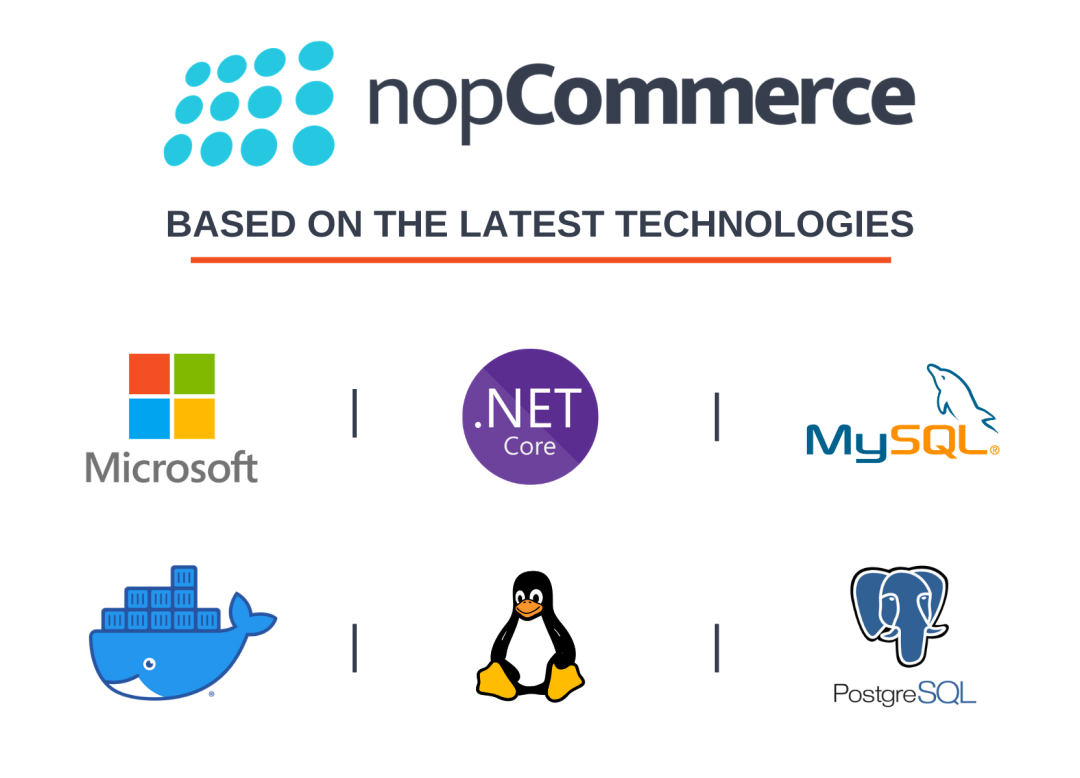 nopCommerce
BASED ON THE LATEST TECHNOLOGIES
Microsoft
.NET
Core
MySQL®
®
PostgreSQL